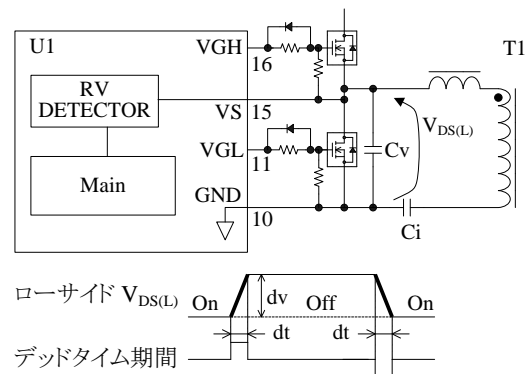 U1
VGH
16
T1
RV
DETECTOR
VS
15
VGL
11
Main
GND
10
Cv
VDS(L)
Ci
ローサイド VDS(L)
On
dv
Off
On
dt
dt
デッドタイム期間